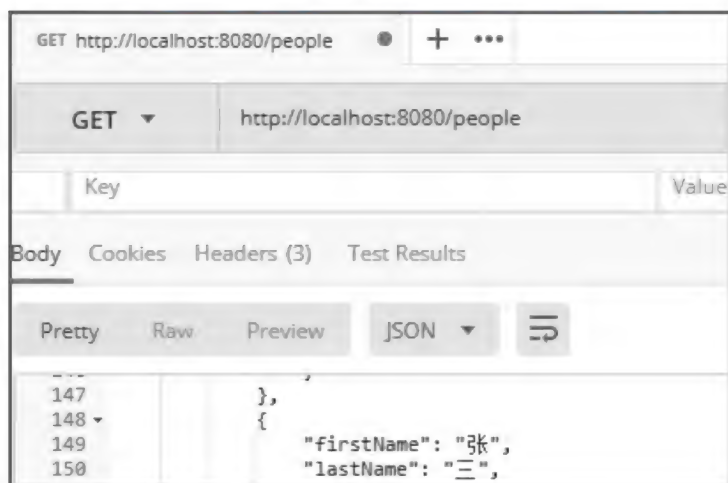 GET http://localhost:8080/people ● + •••
GET ▼ http://localhost:8080/people
Key Value
Body Cookies Headers (3) Test Results
Pretty Raw Preview JSON ▼
147 },
148 {
149 "firstName": "张",
150 "lastName": "三",